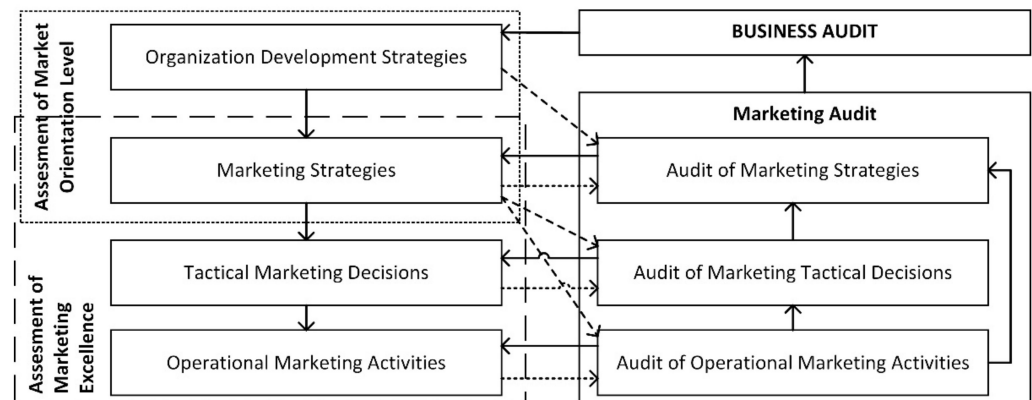 Assesment of Market
Orientation Level
Organization Development Strategies
BUSINESS AUDIT
Marketing Audit
Marketing Strategies
Audit of Marketing Strategies
Tactical Marketing Decisions
Audit of Marketing Tactical Decisions
Assesment of
Marketing
Excellence
Operational Marketing Activities
Audit of Operational Marketing Activities